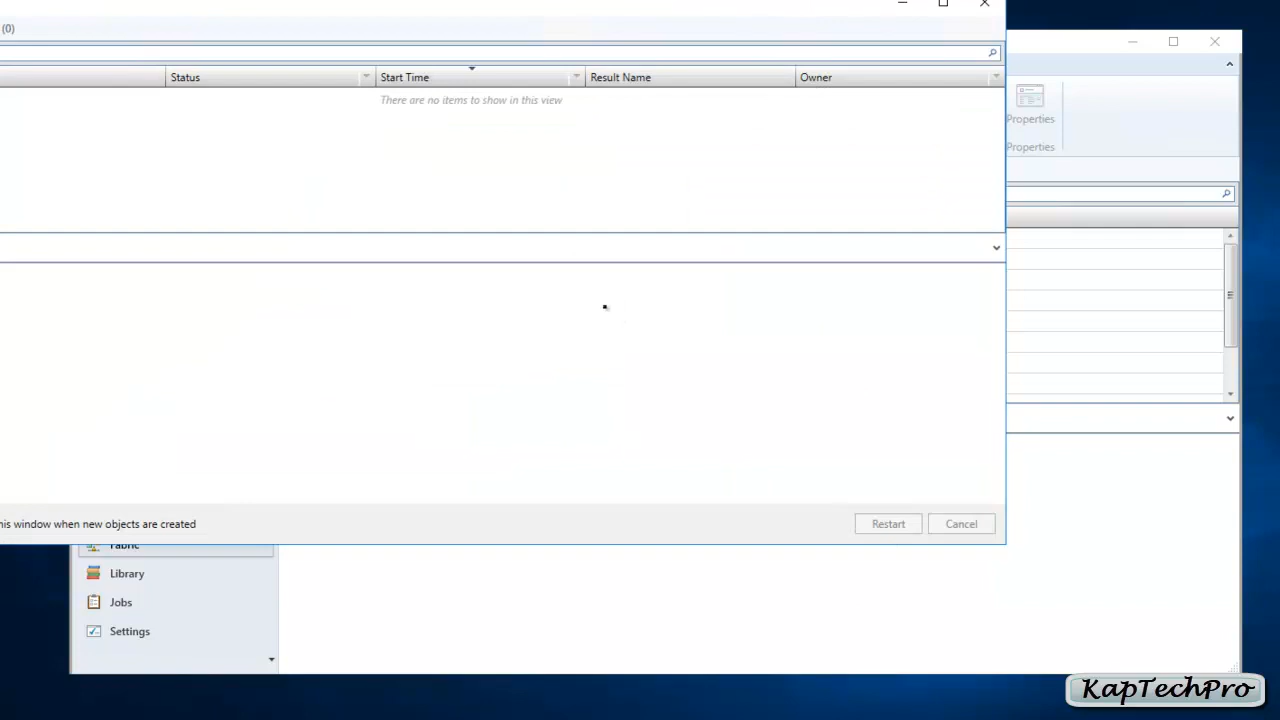 (0)
Status
Start Time
Result Name
Owner
There are no items to show in this view
Properties
Properties
his window when new objects are created
Restart
Cancel
Fabric
Library
Jobs
Settings
KapTechPro